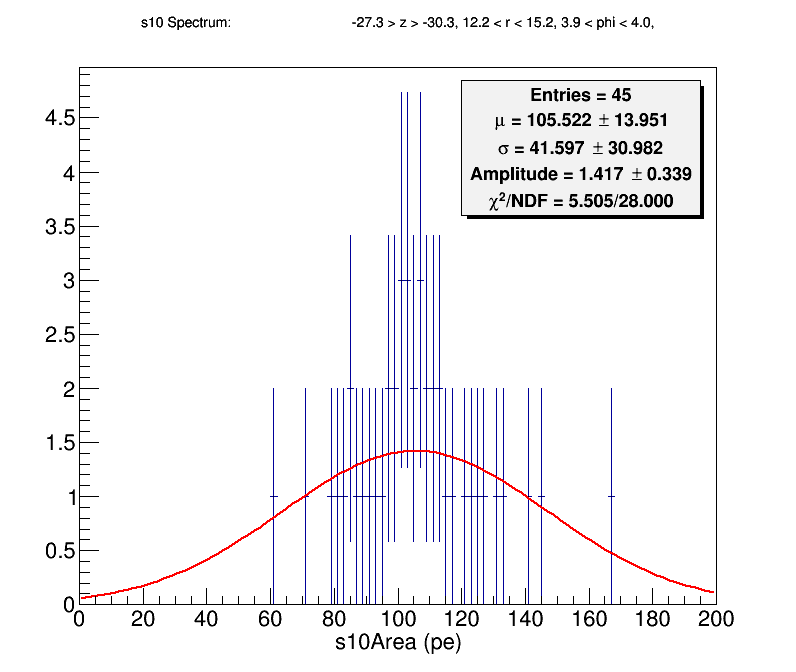 s10 Spectrum: -27.3 > z > -30.3, 12.2 < r < 15.2, 3.9 < phi < 4.0,
Entries = 45
μ = 105.522 ± 13.951
σ = 41.597 ± 30.982
Amplitude = 1.417 ± 0.339
χ²/NDF = 5.505/28.000
4.5
4
3.5
3
2.5
2
1.5
1
0.5
0
0 20 40 60 80 100 120 140 160 180 200
s10Area (pe)